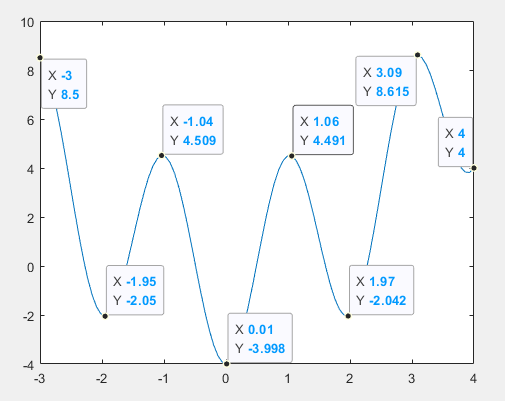 10
X 3.09
Y 8.615
X -3
Y 8.5
8
6
X -1.04
Y 4.509
X 1.06
Y 4.491
X 4
Y 4
4
2
0
X -1.95
Y -2.05
X 1.97
Y -2.042
-2
X 0.01
Y -3.998
-4
-3 -2 -1 0 1 2 3 4